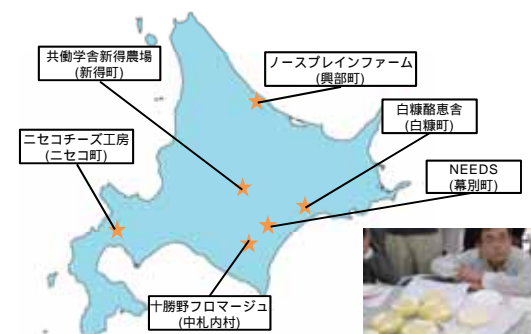 共働学舎新得農場
(新得町)
ノースプレインファーム
(興部町)
白糠酪恵舎
(白糠町)
ニセコチーズ工房
(ニセコ町)
NEEDS
(幕別町)
十勝野フロマージュ
(中札内村)